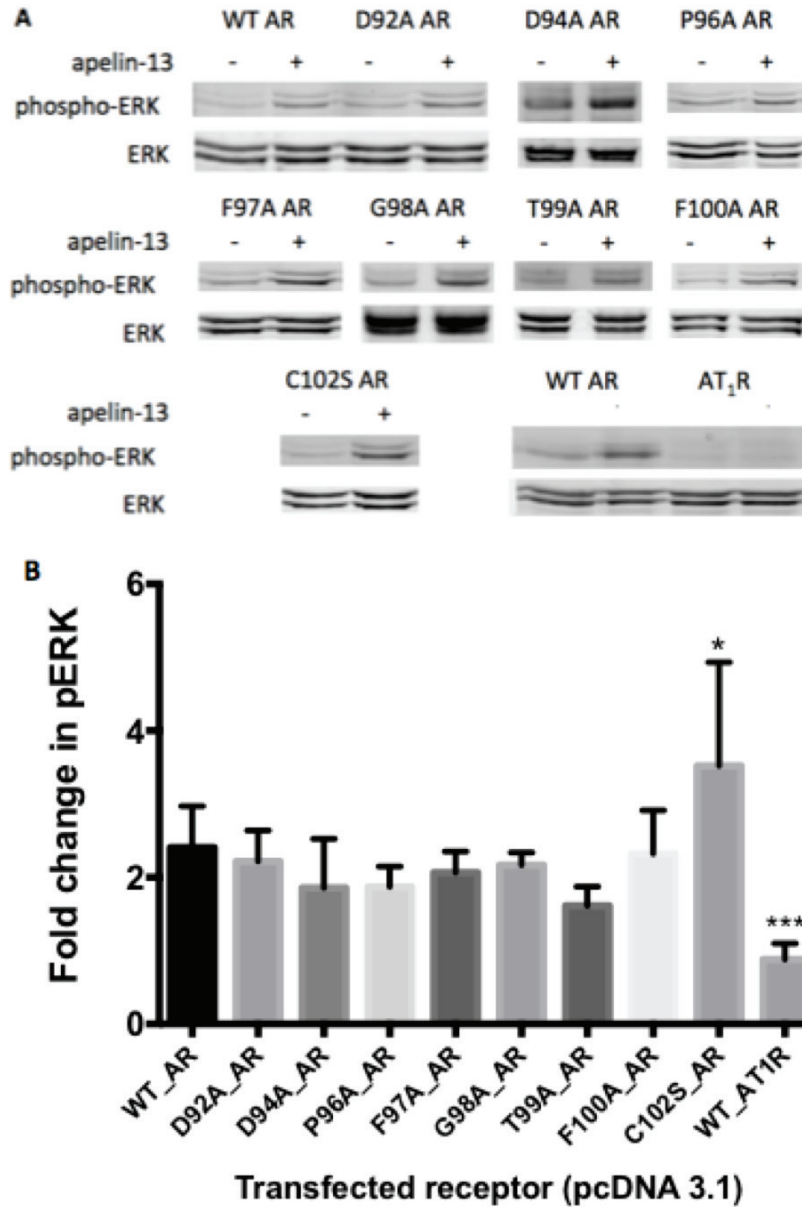 A
WT AR D92A AR D94A AR P96A AR
apelin-13 - + - + - + - +
phospho-ERK
ERK
F97A AR G98A AR T99A AR F100A AR
apelin-13 - + - + - + - +
phospho-ERK
ERK
C102S AR WT AR AT₁R
apelin-13 - +
phospho-ERK
ERK
B
Fold change in pERK
6
4
2
0
*
***
WT_AR D92A_AR D94A_AR P96A_AR F97A_AR G98A_AR T99A_AR F100A_AR C102S_AR WT_AT1R
Transfected receptor (pcDNA 3.1)